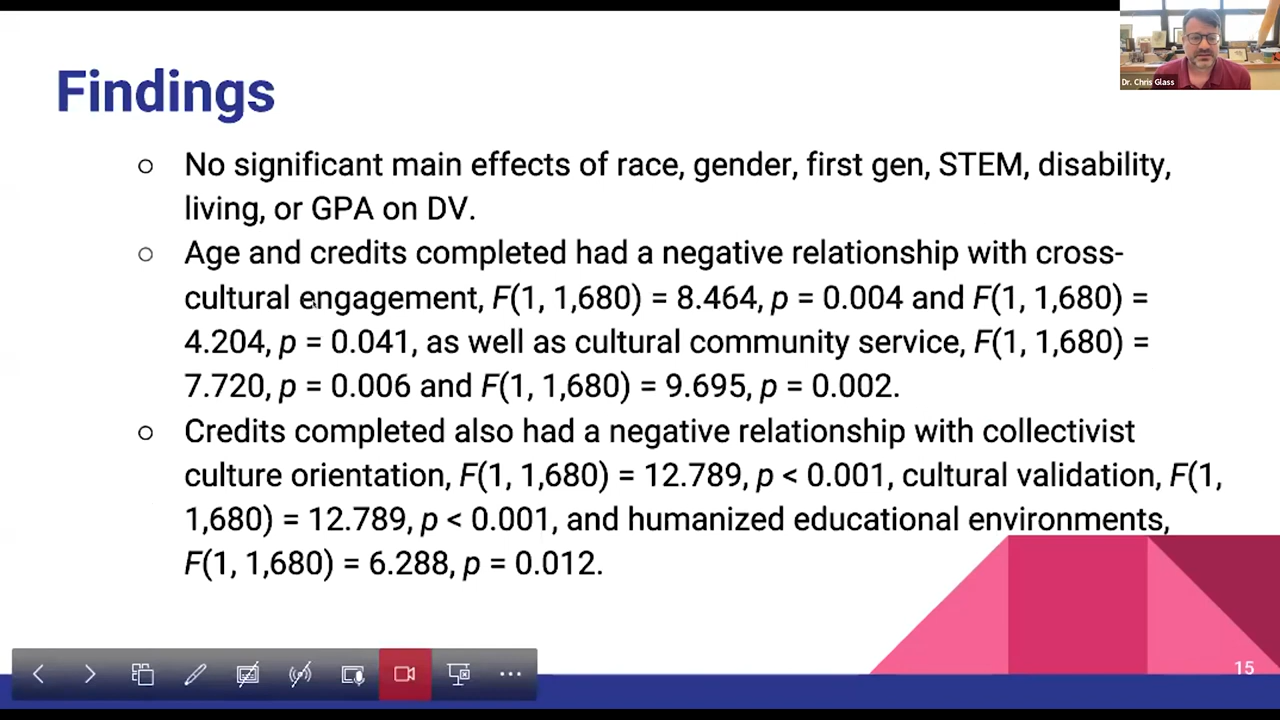 Dr. Chris Glass
Findings
○ No significant main effects of race, gender, first gen, STEM, disability,
living, or GPA on DV.
○ Age and credits completed had a negative relationship with cross-
cultural engagement, F(1, 1,680) = 8.464, p = 0.004 and F(1, 1,680) =
4.204, p = 0.041, as well as cultural community service, F(1, 1,680) =
7.720, p = 0.006 and F(1, 1,680) = 9.695, p = 0.002.
○ Credits completed also had a negative relationship with collectivist
culture orientation, F(1, 1,680) = 12.789, p < 0.001, cultural validation, F(1,
1,680) = 12.789, p < 0.001, and humanized educational environments,
F(1, 1,680) = 6.288, p = 0.012.
15